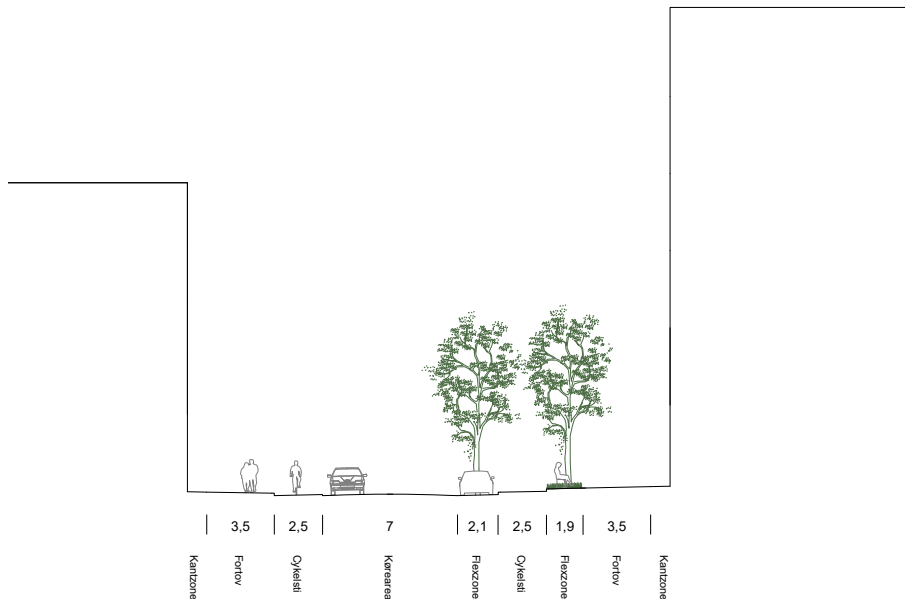 3,5 2,5 7 2,1 2,5 1,9 3,5
Kantzone
Fortov
Cykelsti
Kørearea
Flexzone
Cykelsti
Flexzone
Fortov
Kantzone